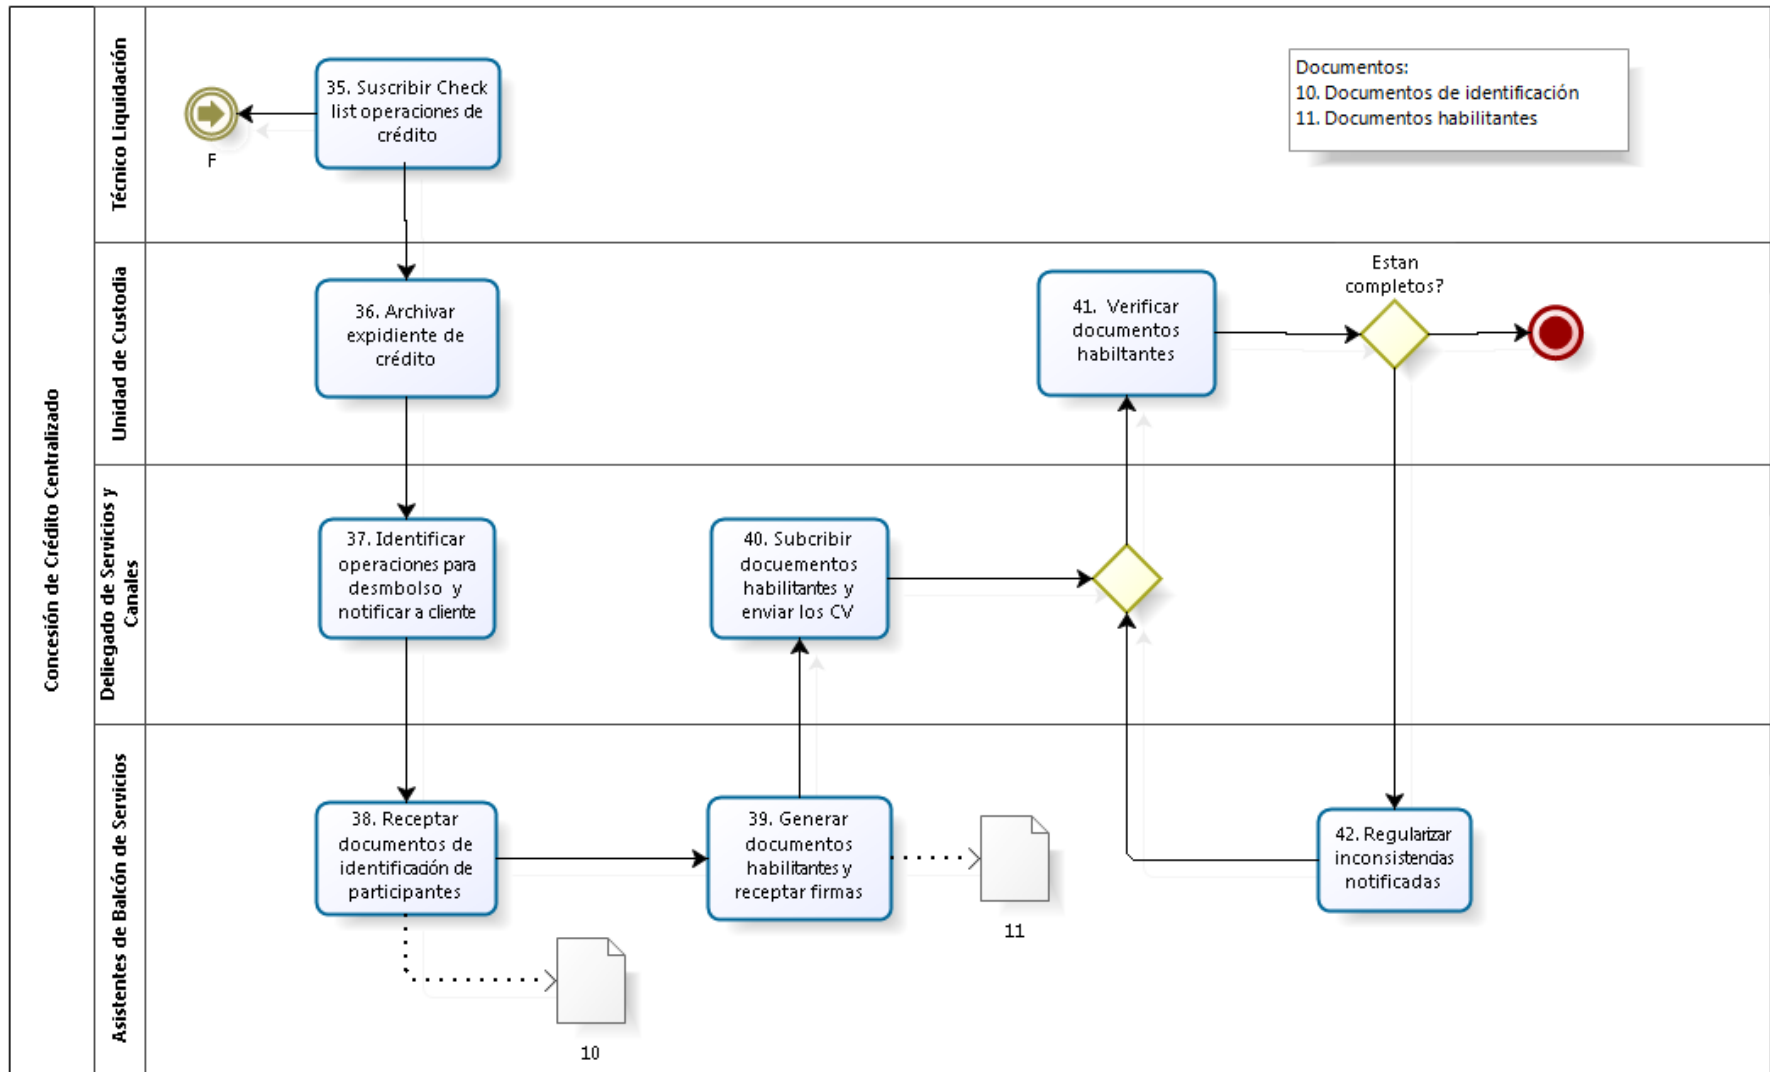 Concesión de Crédito Centralizado
Técnico Liquidación
F
35. Suscribir Check
list operaciones de
crédito
Documentos:
10. Documentos de identificación
11. Documentos habilitantes
Unidad de Custodia
36. Archivar
expidiente de
crédito
41. Verificar
documentos
habiltantes
Estan
completos?
Delegado de Servicios y
Canales
37. Identificar
operaciones para
desmbolso y
notificar a cliente
40. Subcribir
docuementos
habilitantes y
enviar los CV
Asistentes de Balcón de Servicios
38. Receptar
documentos de
identificación de
participantes
10
39. Generar
documentos
habilitantes y
receptar firmas
11
42. Regularizar
inconsistencias
notificadas